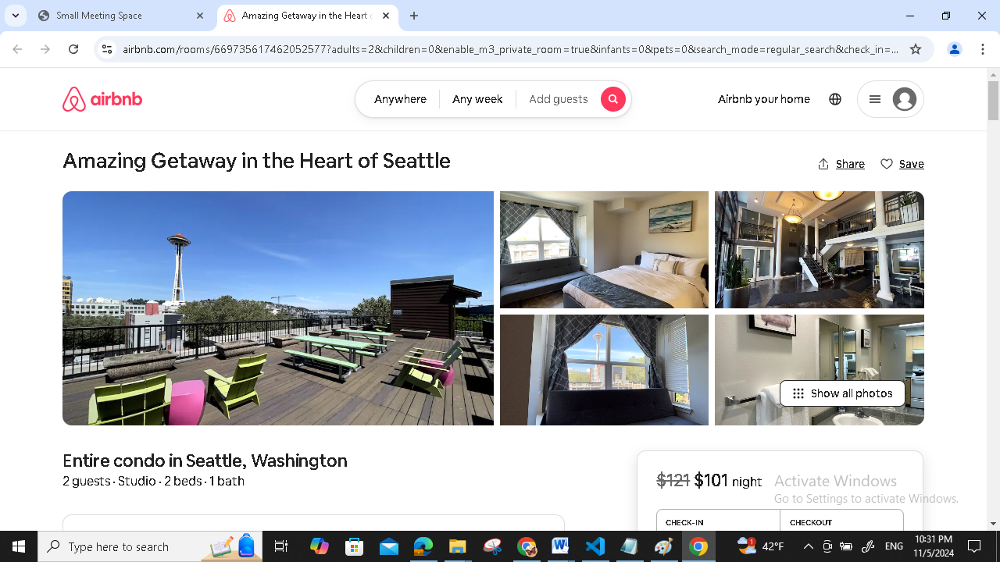 Small Meeting Space
Amazing Getaway in the Heart of
airbnb.com/rooms/669735617462052577?adults=2&children=0&enable_m3_private_room=true&infants=0&pets=0&search_mode=regular_search&check_in=...
airbnb
Anywhere
Any week
Add guests
Airbnb your home
Amazing Getaway in the Heart of Seattle
Share
Save
Show all photos
Entire condo in Seattle, Washington
2 guests · Studio · 2 beds · 1 bath
$121 $101 night
CHECK-IN
CHECKOUT
Activate Windows
Go to Settings to activate Windows.
Type here to search
1
42°F
ENG
10:31 PM
11/5/2024